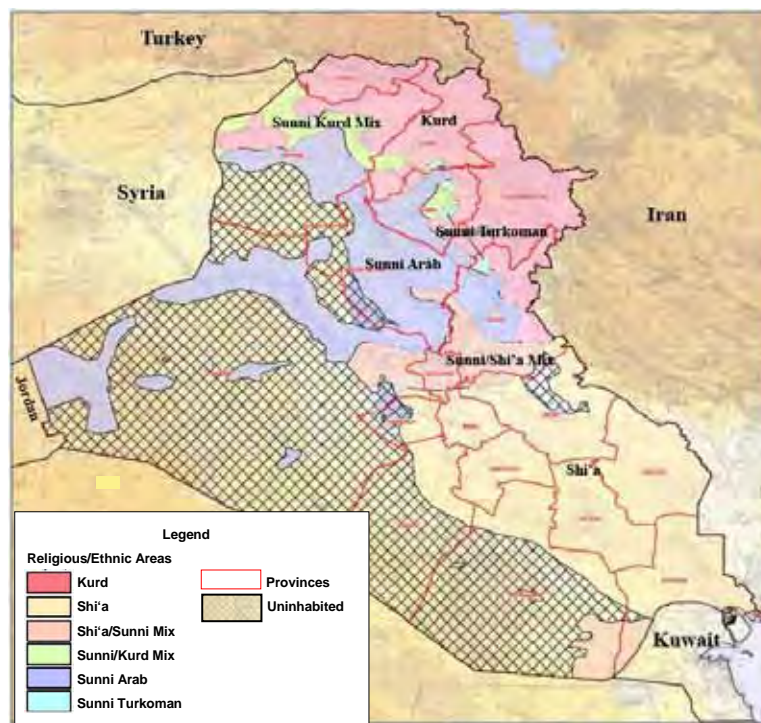 Turkey
Sunni Kurd Mix
Kurd
Syria
Iran
Sunni Turkoman
Sunni Arab
Sunni/Shi'a Mix
Jordan
Shi'a
Kuwait
Legend
Religious/Ethnic Areas
Kurd
Shi‘a
Shi‘a/Sunni Mix
Sunni/Kurd Mix
Sunni Arab
Sunni Turkoman
Provinces
Uninhabited